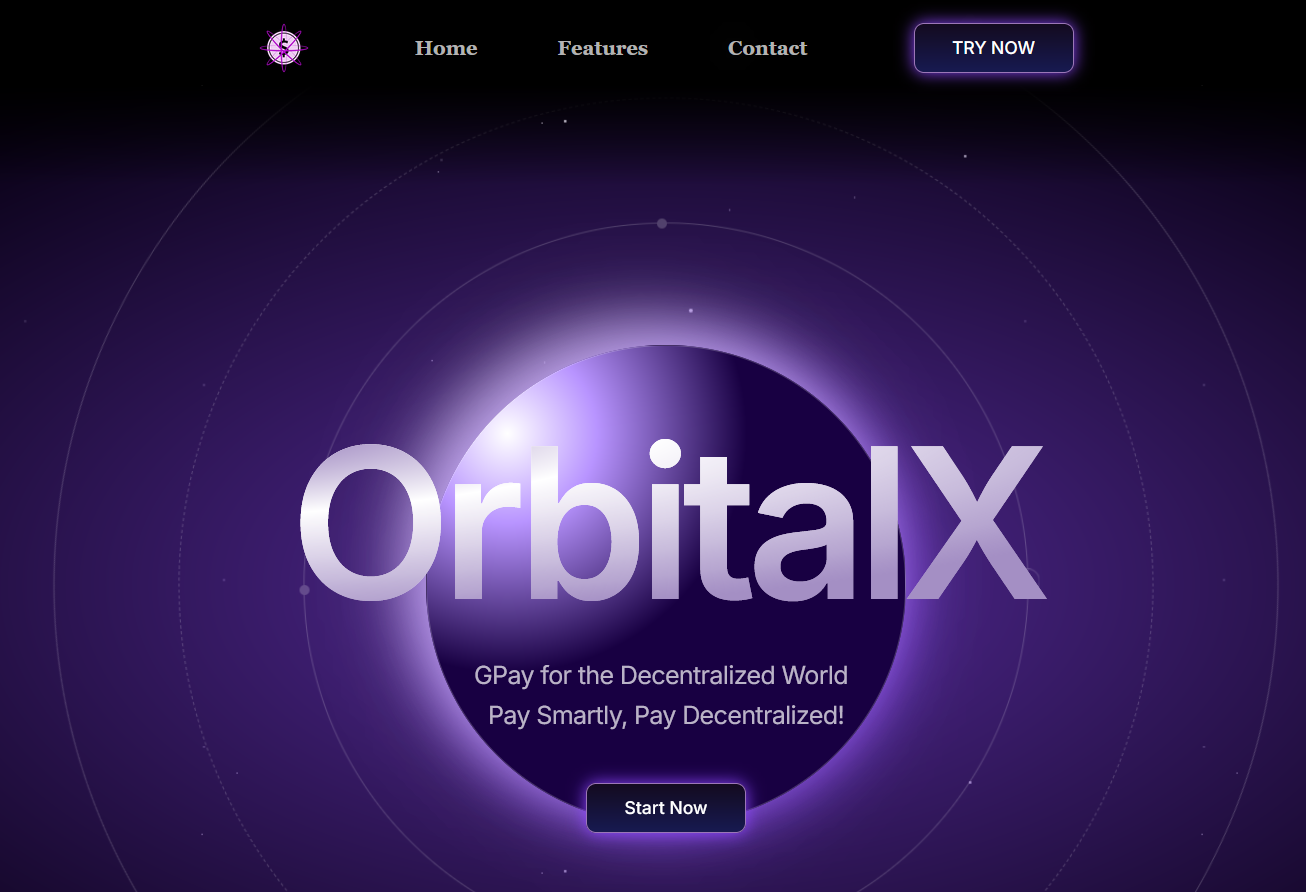 $
Home
Features
Contact
TRY NOW
OrbitalX
GPay for the Decentralized World
Pay Smartly, Pay Decentralized!
Start Now